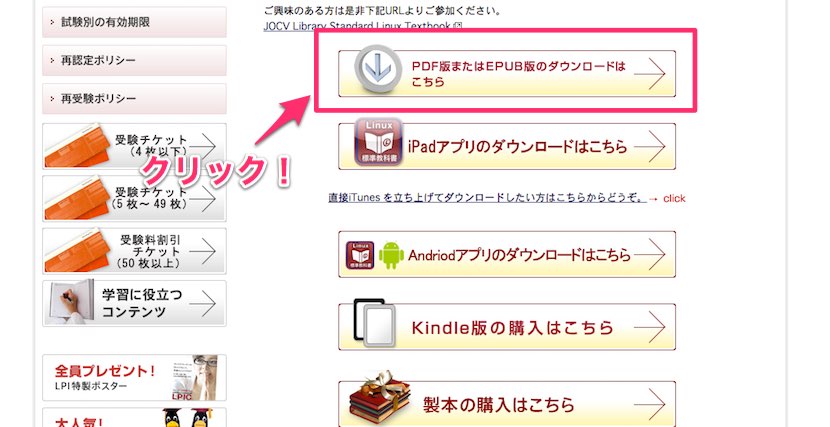 試験別の有効期限
再認定ポリシー
再受験ポリシー
受験チケット
(4枚以下)
受験チケット
(5枚〜49枚)
受験料割引
チケット
(50枚以上)
学習に役立つ
コンテンツ
全員プレゼント!
LPI特製ポスター
LPIC
大人気!
クリック!
ご興味のある方は是非下記URLよりご参加ください。
JOCV Library Standard Linux Textbook
PDF版またはEPUB版のダウンロードは
こちら
Linux
標準教科書
iPadアプリのダウンロードはこちら
直接iTunes を立ち上げてダウンロードしたい方はこちらからどうぞ。→ click
Linux
標準教科書
Andriodアプリのダウンロードはこちら
Kindle版の購入はこちら
製本の購入はこちら